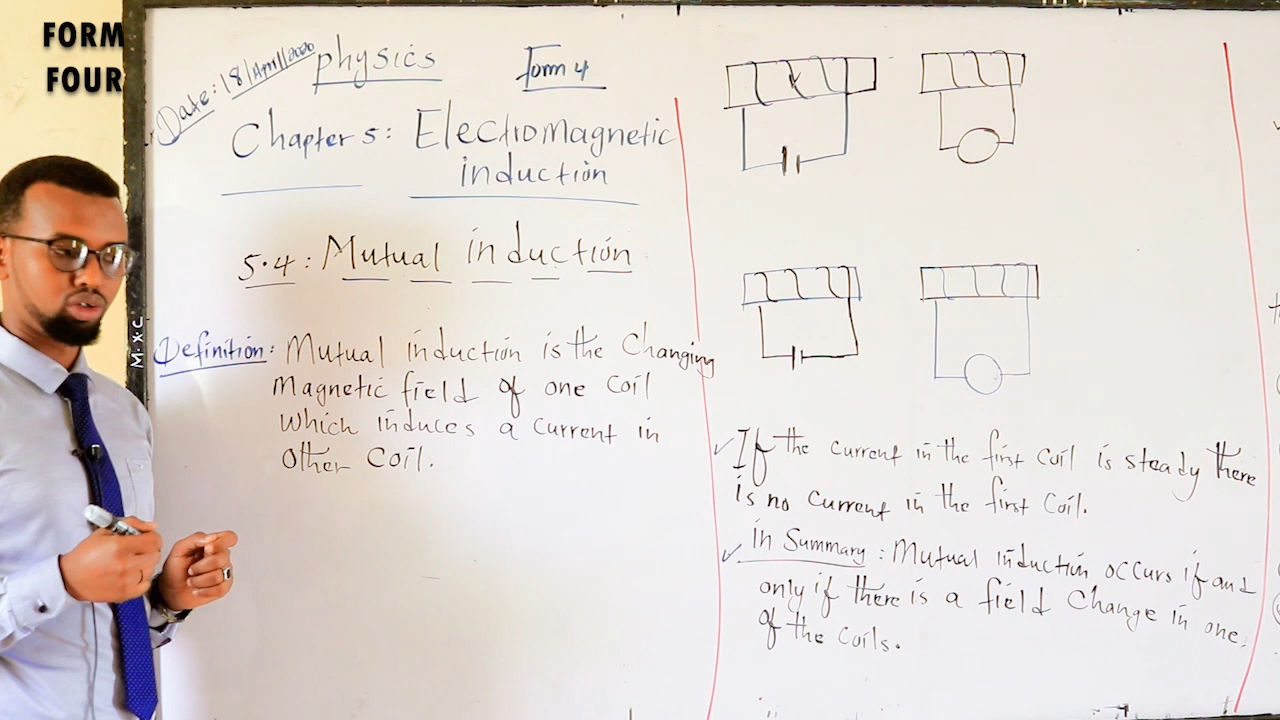 FORM
FOUR
Date: 18/April/2020
physics
Form 4
Chapter 5: Electromagnetic
induction
5.4: Mutual induction
Definition: Mutual induction is the Changing
Magnetic field of one coil
which induces a current in
other coil.
M.X.C
If the current in the first coil is steady there
is no current in the first coil.
in Summary: Mutual induction occurs if and
only if there is a field change in one
of the coils.